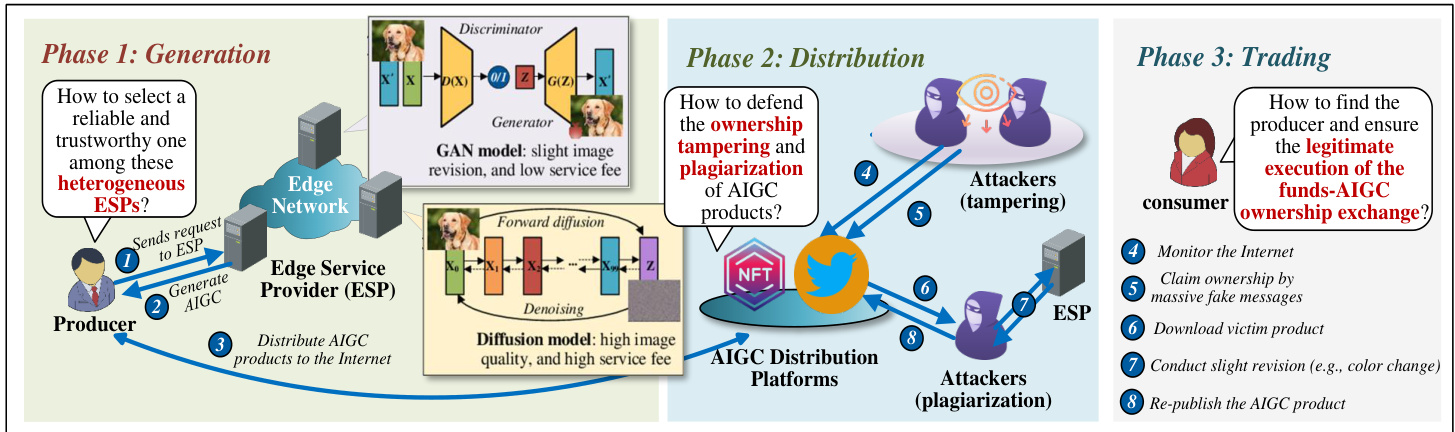 Phase 1: Generation
How to select a
reliable and
trustworthy one
among these
heterogeneous
ESPs?
Discriminator
X'
X
D(X)
0/1
Z
G(Z)
X'
Generator
GAN model: slight image
revision, and low service fee
Edge
Network
Forward diffusion
X0
X1
X2
...
X99
Z
Denoising
Diffusion model: high image
quality, and high service fee
1
Sends request
to ESP
2
Generate
AIGC
Edge Service
Provider (ESP)
Producer
3
Distribute AIGC
products to the Internet
Phase 2: Distribution
How to defend
the ownership
tampering and
plagiarization
of AIGC
products?
Attackers
(tampering)
4
5
NFT
6
7
8
ESP
AIGC Distribution
Platforms
Attackers
(plagiarization)
Phase 3: Trading
How to find the
producer and ensure
the legitimate
execution of the
funds-AIGC
ownership exchange?
consumer
4 Monitor the Internet
5 Claim ownership by
massive fake messages
6 Download victim product
7 Conduct slight revision (e.g., color change)
8 Re-publish the AIGC product